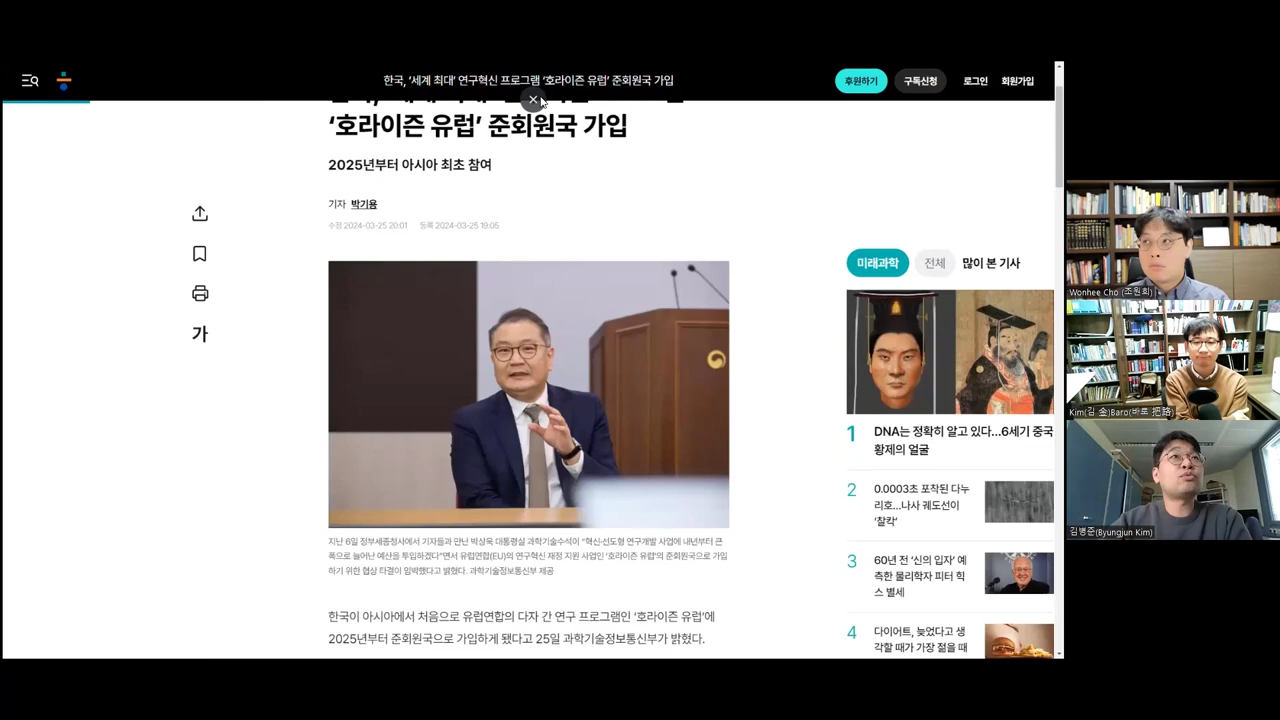 한국, ‘세계 최대’ 연구혁신 프로그램 ‘호라이즌 유럽’ 준회원국 가입
후원하기
구독신청
로그인
회원가입
‘호라이즌 유럽’ 준회원국 가입
2025년부터 아시아 최초 참여
기자 박기용
수정 2024-03-25 20:01 등록 2024-03-25 19:05
가
지난 6일 정부세종청사에서 기자들과 만난 박상욱 대통령실 과학기술수석이 “혁신·선도형 연구개발 사업에 내년부터 큰
폭으로 늘어난 예산을 투입하겠다”면서 유럽연합(EU)의 연구혁신 재정 지원 사업인 ‘호라이즌 유럽’의 준회원국으로 가입
하기 위한 협상 타결이 임박했다고 밝혔다. 과학기술정보통신부 제공
한국이 아시아에서 처음으로 유럽연합의 다자 간 연구 프로그램인 ‘호라이즌 유럽’에
2025년부터 준회원국으로 가입하게 됐다고 25일 과학기술정보통신부가 밝혔다.
미래과학
전체
많이 본 기사
1 DNA는 정확히 알고 있다…6세기 중국
황제의 얼굴
2 0.0003초 포착된 다누
리호…나사 궤도선이
‘찰칵’
3 60년 전 ‘신의 입자’ 예
측한 물리학자 피터 힉
스 별세
4 다이어트, 늦었다고 생
각할 때가 가장 젊을 때
Wonhee Cho (조원희)
Kim(김 金)Baro(바로 把路)
김병준(Byungjun Kim)